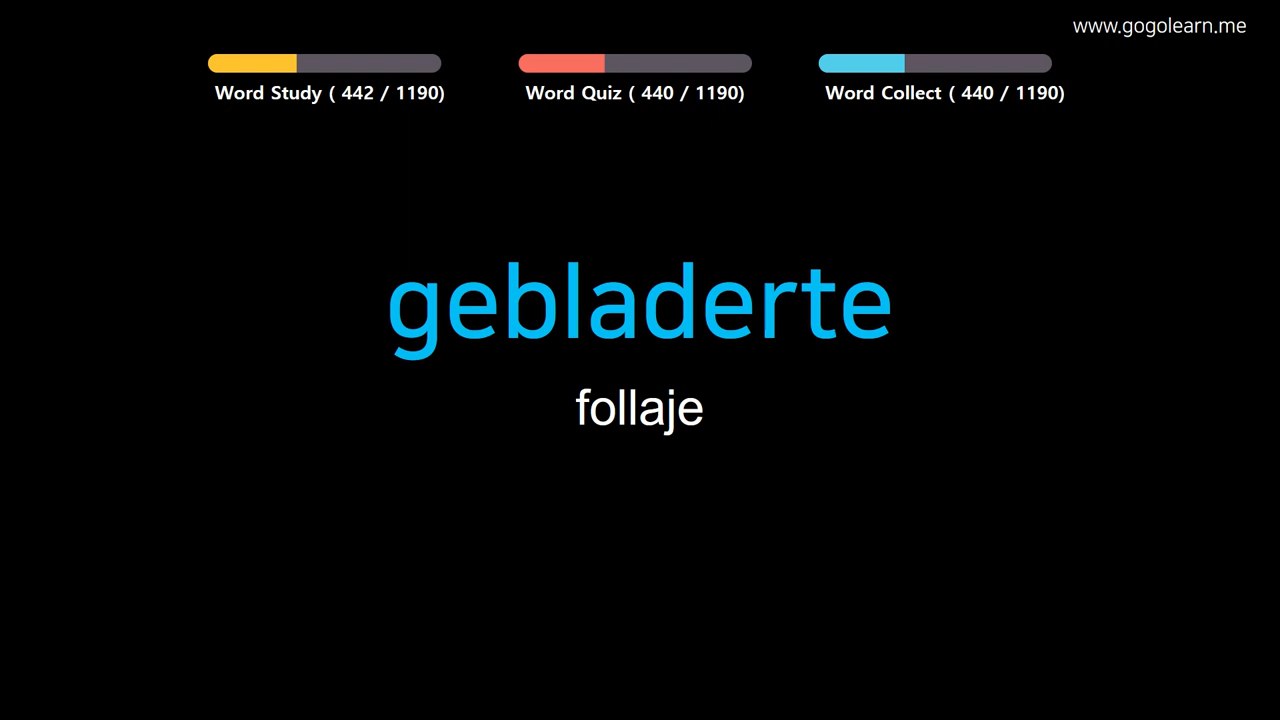 www.gogolearn.me
Word Study ( 442 / 1190)
Word Quiz ( 440 / 1190)
Word Collect ( 440 / 1190)
gebladerte
follaje